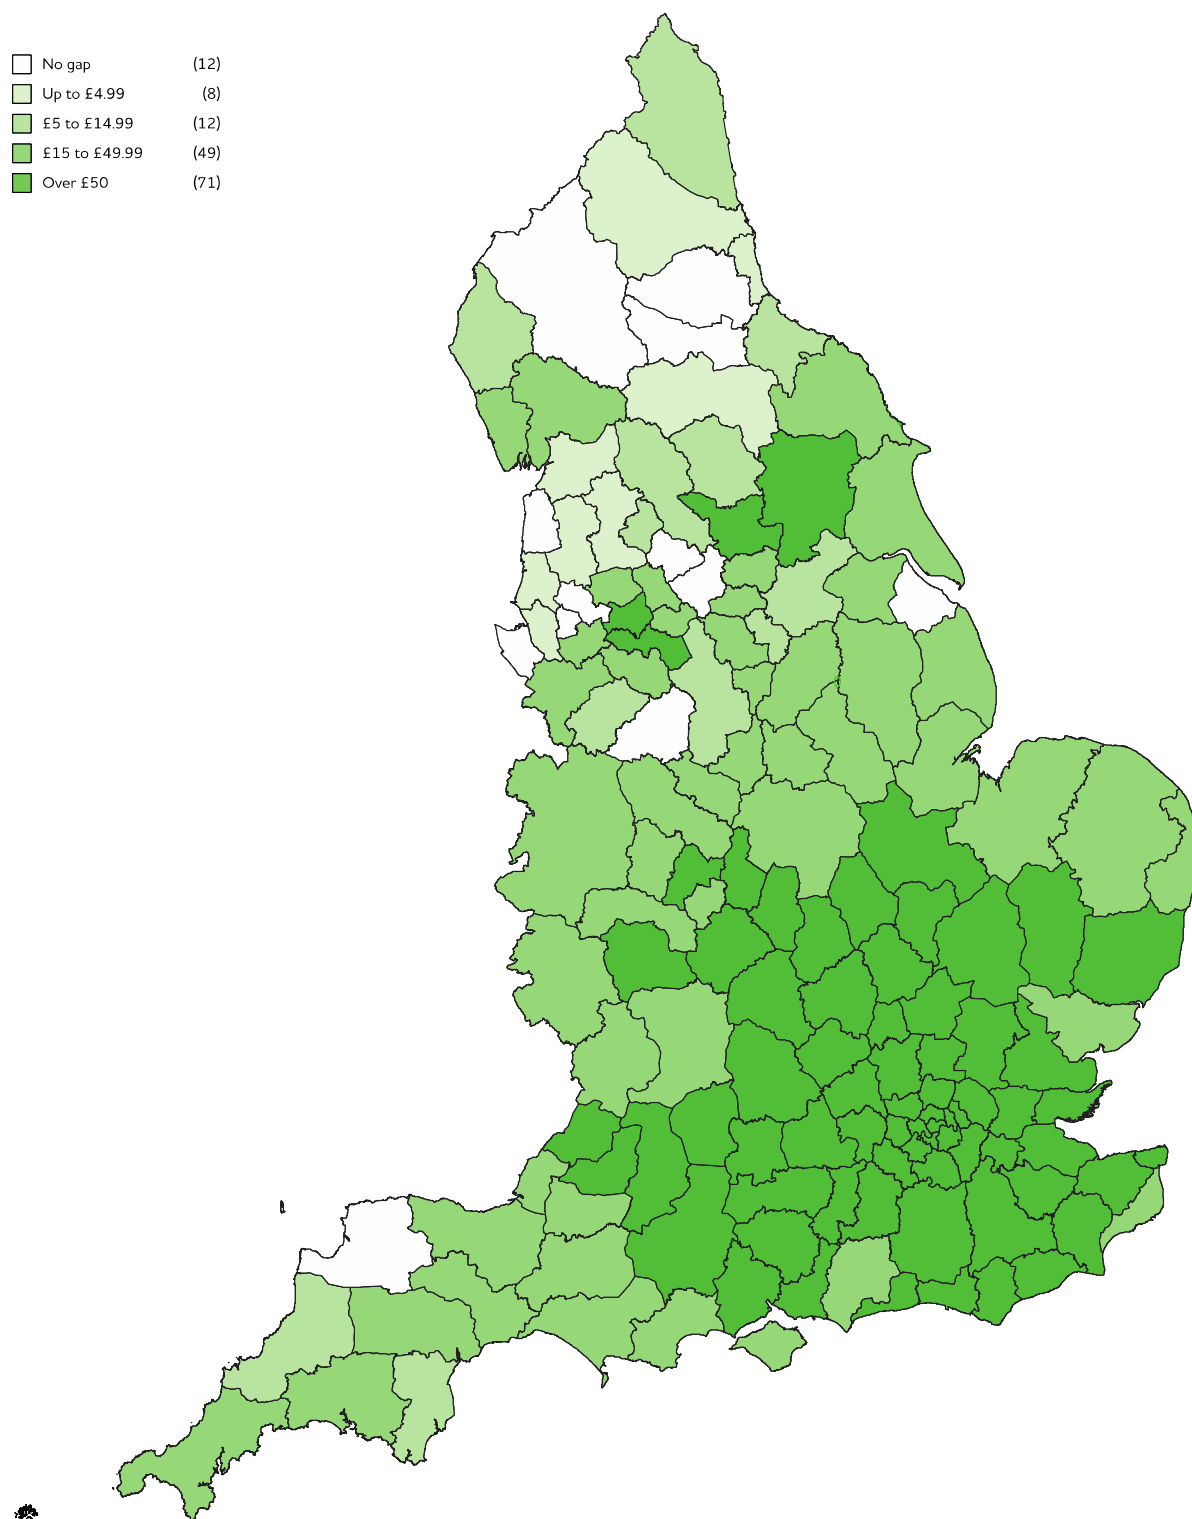 No gap (12)
Up to £4.99 (8)
£5 to £14.99 (12)
£15 to £49.99 (49)
Over £50 (71)